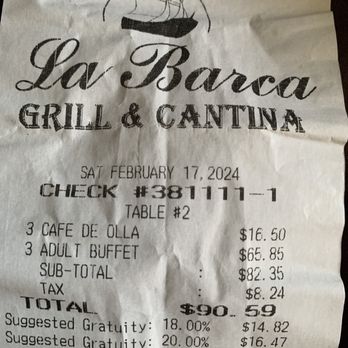 La Barca
GRILL & CANTINA
SAT FEBRUARY 17, 2024
CHECK #381111-1
TABLE #2
3 CAFE DE OLLA $16.50
3 ADULT BUFFET $65.85
SUB-TOTAL : $82.35
TAX : $8.24
TOTAL $90.59
Suggested Gratuity: 18.00% $14.82
Suggested Gratuity: 20.00% $16.47